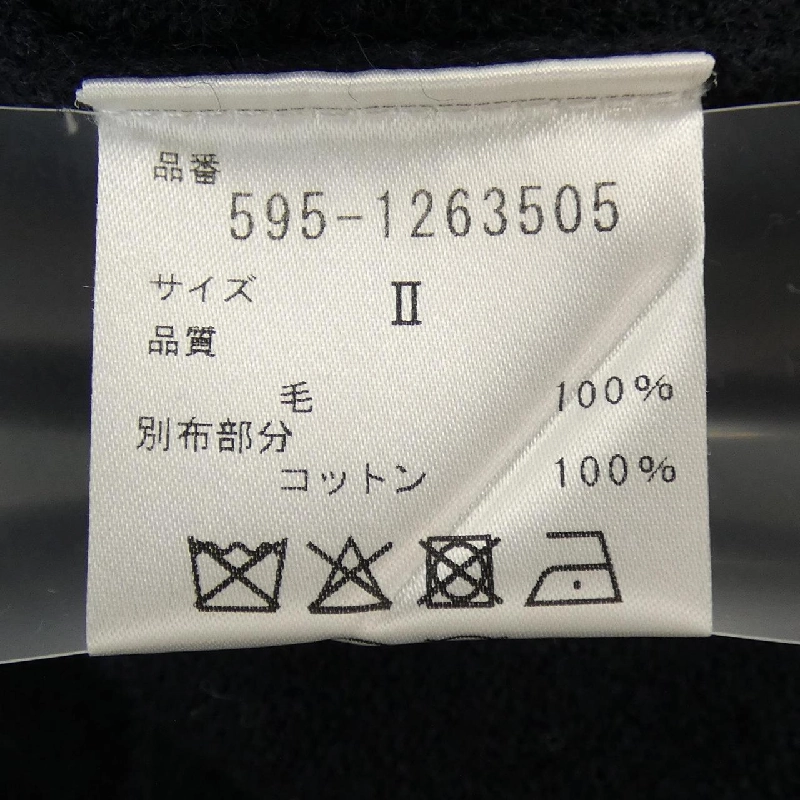 品番
595-1263505
サイズ Ⅱ
品質
毛 100%
別布部分
コットン 100%